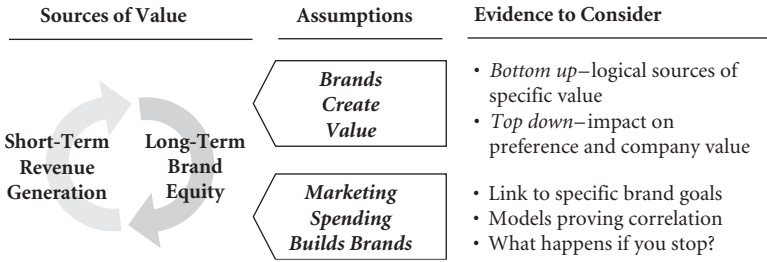 Sources of Value
Assumptions
Evidence to Consider
Short-Term
Revenue
Generation
Long-Term
Brand
Equity
Brands
Create
Value
• Bottom up–logical sources of
specific value
• Top down–impact on
preference and company value
Marketing
Spending
Builds Brands
• Link to specific brand goals
• Models proving correlation
• What happens if you stop?